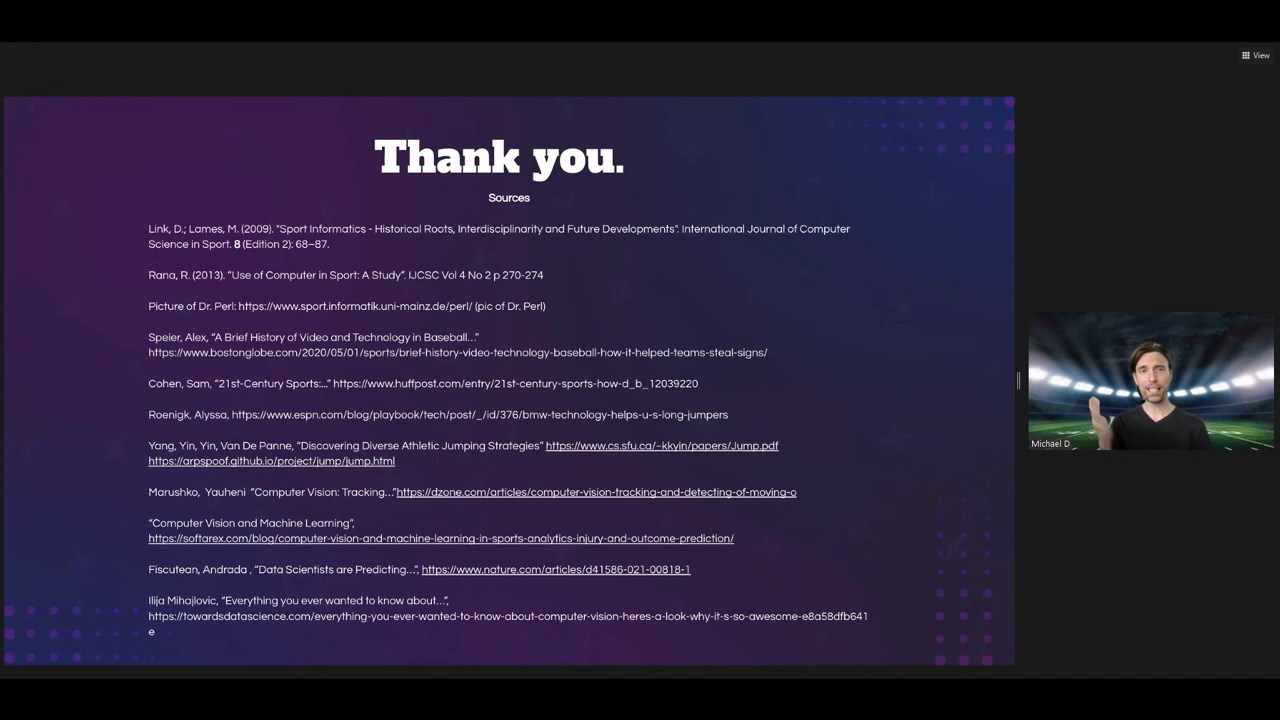 View
Thank you.
Sources
Link, D.; Lames, M. (2009). "Sport Informatics - Historical Roots, Interdisciplinarity and Future Developments". International Journal of Computer
Science in Sport. 8 (Edition 2): 68–87.
Rana, R. (2013). “Use of Computer in Sport: A Study”. IJCSC Vol 4 No 2 p 270-274
Picture of Dr. Perl: https://www.sport.informatik.uni-mainz.de/perl/ (pic of Dr. Perl)
Speier, Alex, “A Brief History of Video and Technology in Baseball…”
https://www.bostonglobe.com/2020/05/01/sports/brief-history-video-technology-baseball-how-it-helped-teams-steal-signs/
Cohen, Sam, “21st-Century Sports:...” https://www.huffpost.com/entry/21st-century-sports-how-d_b_12039220
Roenigk, Alyssa, https://www.espn.com/blog/playbook/tech/post/_/id/376/bmw-technology-helps-u-s-long-jumpers
Yang, Yin, Yin, Van De Panne, “Discovering Diverse Athletic Jumping Strategies” https://www.cs.sfu.ca/~kkyin/papers/Jump.pdf
https://arpspoof.github.io/project/jump/jump.html
Marushko, Yauheni “Computer Vision: Tracking…”https://dzone.com/articles/computer-vision-tracking-and-detecting-of-moving-o
“Computer Vision and Machine Learning”,
https://softarex.com/blog/computer-vision-and-machine-learning-in-sports-analytics-injury-and-outcome-prediction/
Fiscutean, Andrada , “Data Scientists are Predicting…”, https://www.nature.com/articles/d41586-021-00818-1
Ilija Mihajlovic, “Everything you ever wanted to know about…”,
https://towardsdatascience.com/everything-you-ever-wanted-to-know-about-computer-vision-heres-a-look-why-it-s-so-awesome-e8a58dfb641
e
Michael D